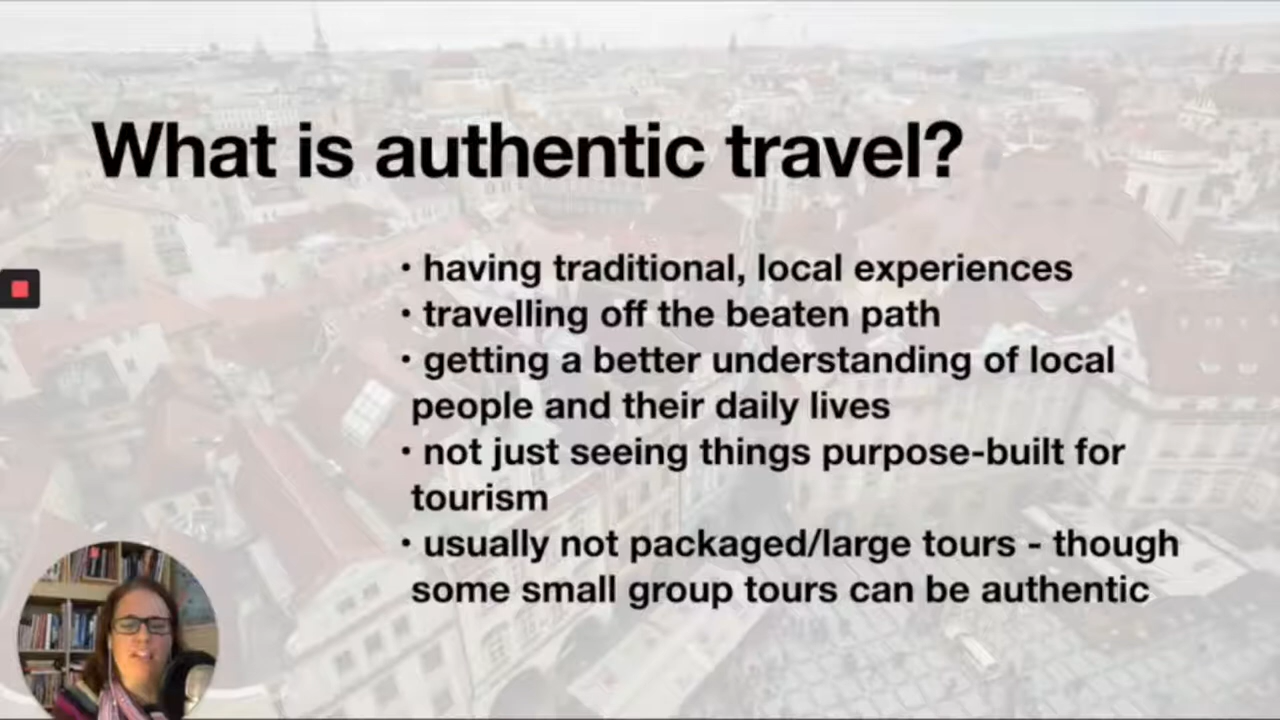 What is authentic travel?
• having traditional, local experiences
• travelling off the beaten path
• getting a better understanding of local
people and their daily lives
• not just seeing things purpose-built for
tourism
• usually not packaged/large tours - though
some small group tours can be authentic